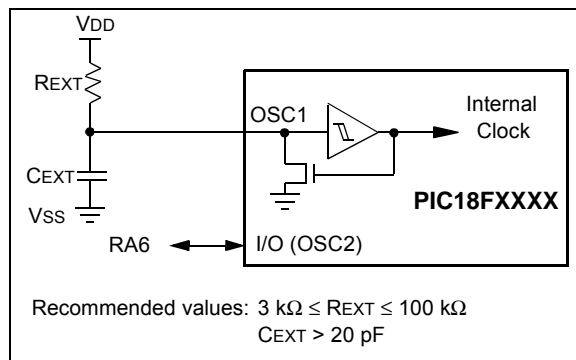 VDD
REXT
OSC1
Internal
Clock
CEXT
PIC18FXXXX
VSS
RA6
I/O (OSC2)
Recommended values: 3 kΩ ≤ REXT ≤ 100 kΩ
CEXT > 20 pF